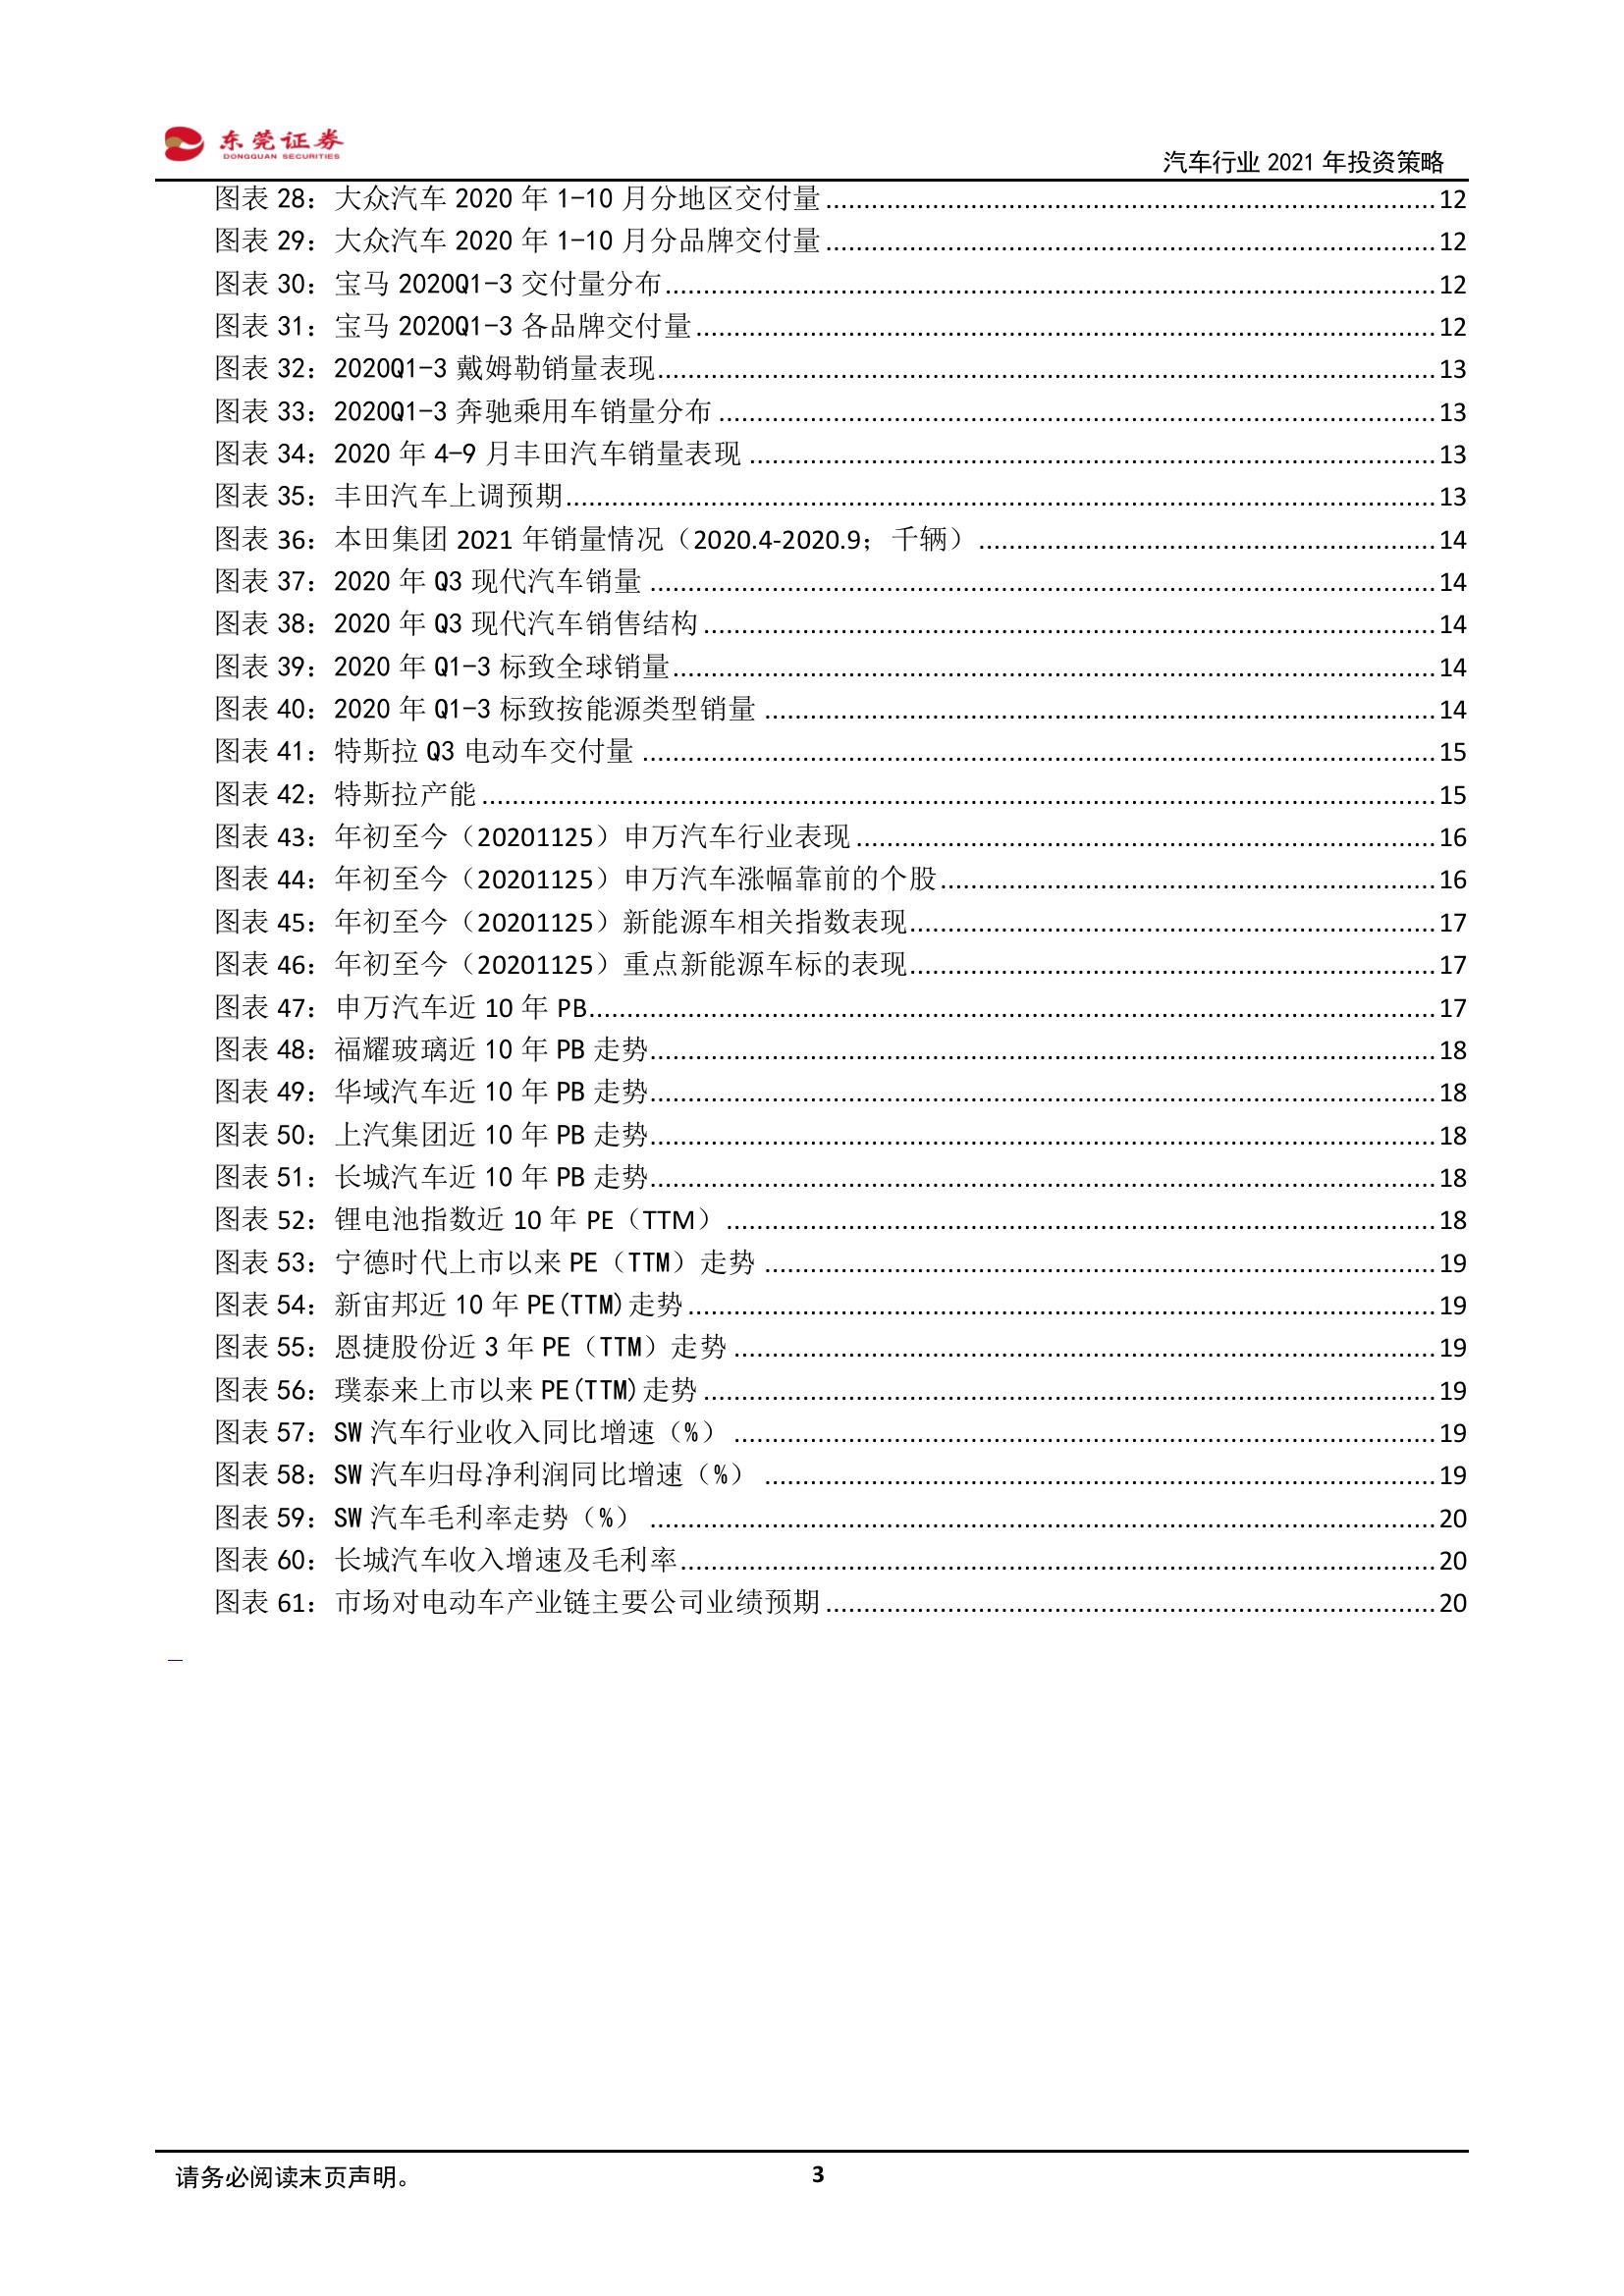 东莞证券
DONGGUAN SECURITIES
汽车行业 2021 年投资策略
图表 28：大众汽车 2020 年 1-10 月分地区交付量 ........ 12
图表 29：大众汽车 2020 年 1-10 月分品牌交付量 ........ 12
图表 30：宝马 2020Q1-3 交付量分布 ........ 12
图表 31：宝马 2020Q1-3 各品牌交付量 ........ 12
图表 32：2020Q1-3 戴姆勒销量表现 ........ 13
图表 33：2020Q1-3 奔驰乘用车销量分布 ........ 13
图表 34：2020 年 4-9 月丰田汽车销量表现 ........ 13
图表 35：丰田汽车上调预期 ........ 13
图表 36：本田集团 2021 年销量情况（2020.4-2020.9；千辆） ........ 14
图表 37：2020 年 Q3 现代汽车销量 ........ 14
图表 38：2020 年 Q3 现代汽车销售结构 ........ 14
图表 39：2020 年 Q1-3 标致全球销量 ........ 14
图表 40：2020 年 Q1-3 标致按能源类型销量 ........ 14
图表 41：特斯拉 Q3 电动车交付量 ........ 15
图表 42：特斯拉产能 ........ 15
图表 43：年初至今（20201125）申万汽车行业表现 ........ 16
图表 44：年初至今（20201125）申万汽车涨幅靠前的个股 ........ 16
图表 45：年初至今（20201125）新能源车相关指数表现 ........ 17
图表 46：年初至今（20201125）重点新能源车标的表现 ........ 17
图表 47：申万汽车近 10 年 PB ........ 17
图表 48：福耀玻璃近 10 年 PB 走势 ........ 18
图表 49：华域汽车近 10 年 PB 走势 ........ 18
图表 50：上汽集团近 10 年 PB 走势 ........ 18
图表 51：长城汽车近 10 年 PB 走势 ........ 18
图表 52：锂电池指数近 10 年 PE（TTM） ........ 18
图表 53：宁德时代上市以来 PE（TTM）走势 ........ 19
图表 54：新宙邦近 10 年 PE(TTM)走势 ........ 19
图表 55：恩捷股份近 3 年 PE（TTM）走势 ........ 19
图表 56：璞泰来上市以来 PE(TTM)走势 ........ 19
图表 57：SW 汽车行业收入同比增速（%） ........ 19
图表 58：SW 汽车归母净利润同比增速（%） ........ 19
图表 59：SW 汽车毛利率走势（%） ........ 20
图表 60：长城汽车收入增速及毛利率 ........ 20
图表 61：市场对电动车产业链主要公司业绩预期 ........ 20
请务必阅读末页声明。
3